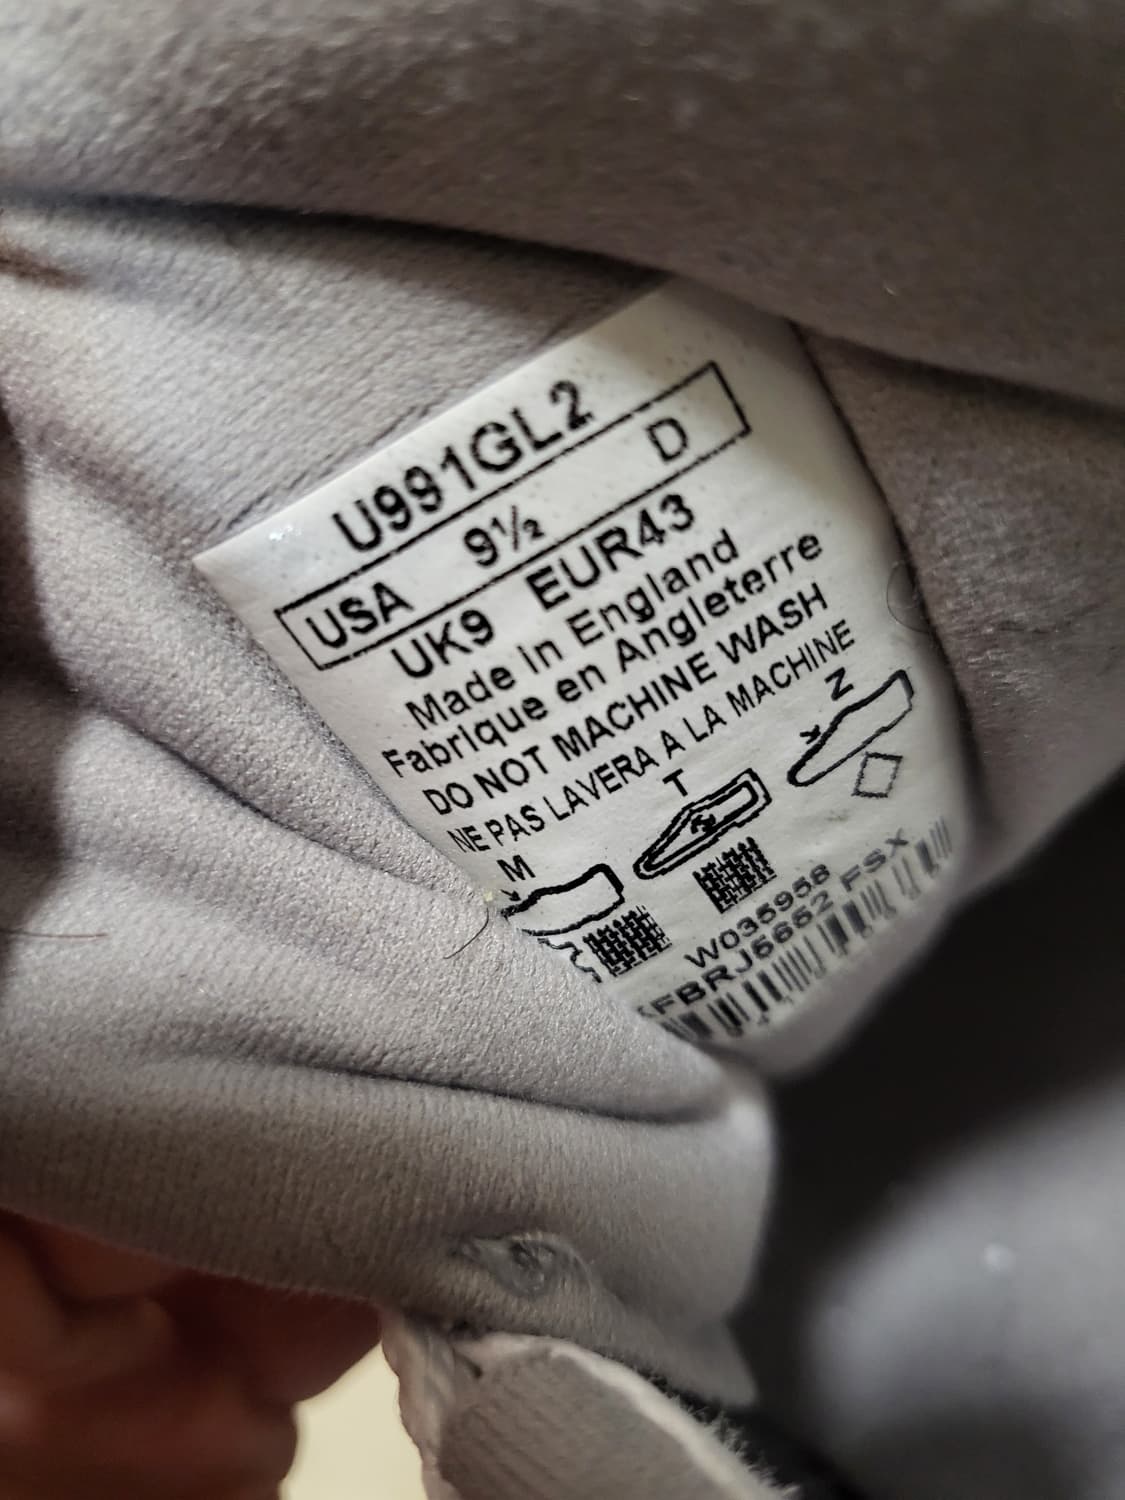 U991GL2
USA 9½ D
UK9 EUR43
Made in England
Fabrique en Angleterre
DO NOT MACHINE WASH
NE PAS LAVERA A LA MACHINE
M T Z
W035958
FBRJ5652 FSX